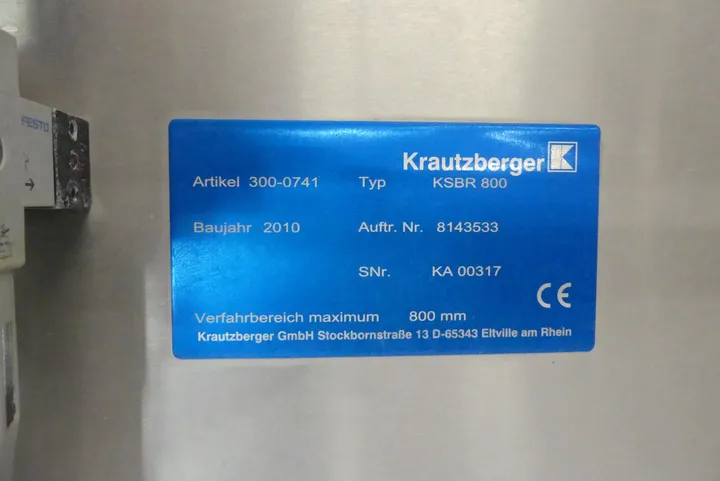 FESTO
Krautzberger K
Artikel 300-0741 Typ KSBR 800
Baujahr 2010 Auftr. Nr. 8143533
SNr. KA 00317
CE
Verfahrbereich maximum 800 mm
Krautzberger GmbH Stockbornstraße 13 D-65343 Eltville am Rhein